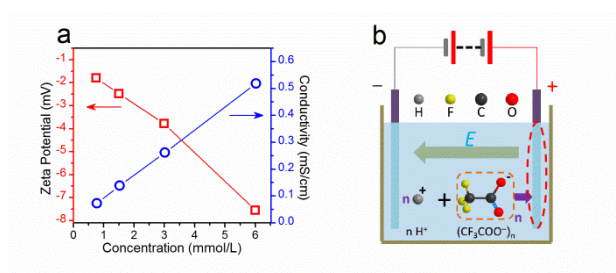 a
-1
-2
-3
-4
-5
-6
-7
-8
Zeta Potential (mV)
0 1 2 3 4 5 6
Concentration (mmol/L)
0.6
0.5
0.4
0.3
0.2
0.1
0.0
Conductivity (mS/cm)
b
− +
H F C O
E
n + + - n
n H⁺ (CF₃COO⁻)ₙ